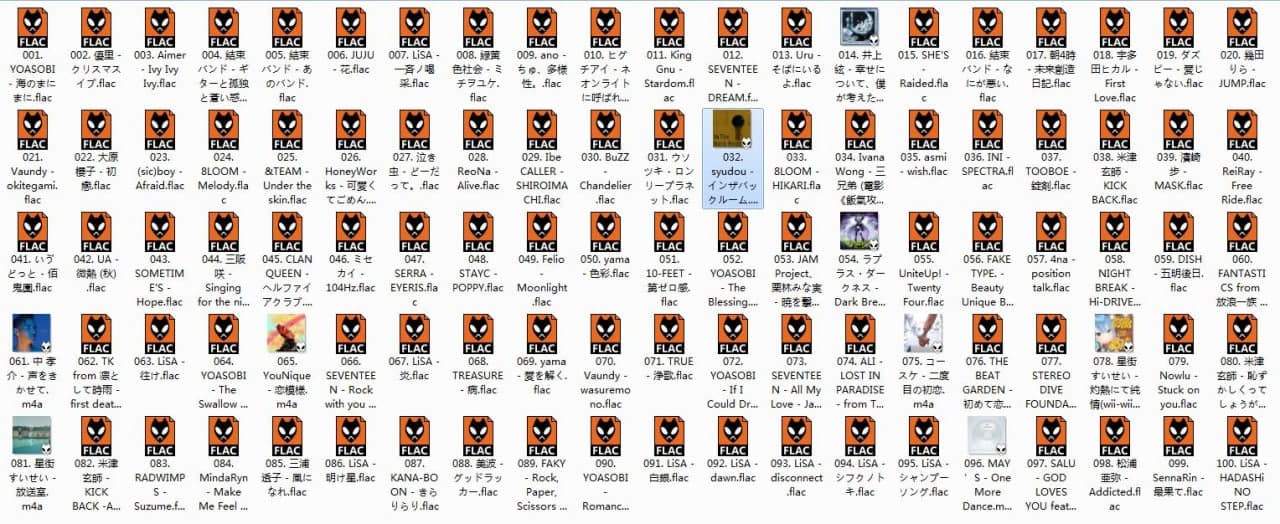 FLAC
001.
YOASOBI
- 海のまに
まに.flac
FLAC
002. 優里 -
クリスマス
イブ.flac
FLAC
003. Aimer
- Ivy Ivy
Ivy.flac
FLAC
004. 結束
バンド - ギ
ターと孤独
と蒼い惑...
FLAC
005. 結束
バンド - あ
のバンド.
flac
FLAC
006. JUJU
- 花.flac
FLAC
007. LiSA -
一斉ノ喝
采.flac
FLAC
008. 緑黄
色社会 - ミ
チヲユケ.
flac
FLAC
009. ano -
ちゅ、多様
性。.flac
FLAC
010. ヒグ
チアイ - ネ
オンライト
に呼ばれ...
FLAC
011. King
Gnu -
Stardom.fl
ac
FLAC
012.
SEVENTEE
N -
DREAM.f...
FLAC
013. Uru -
そばにいる
よ.flac
014. 井上
苑 - 幸せに
ついて、僕
が考えた...
FLAC
015. SHE'S
-
Raided.fla
c
FLAC
016. 結束
バンド - な
にが悪い.
flac
FLAC
017. 朝4時
- 未来創造
日記.flac
FLAC
018. 宇多
田ヒカル -
First
Love.flac
FLAC
019. ダズ
ビー - 愛じ
ゃない.flac
FLAC
020. 幾田
りら -
JUMP.flac
FLAC
021.
Vaundy -
okitegami.
flac
FLAC
022. 大原
櫻子 - 初
恋.flac
FLAC
023.
(sic)boy -
Afraid.flac
FLAC
024.
8LOOM -
Melody.fla
c
FLAC
025.
&TEAM -
Under the
skin.flac
FLAC
026.
HoneyWor
ks - 可愛く
てごめん....
FLAC
027. 泣き
虫 - どーだ
って。.flac
FLAC
028.
ReoNa -
Alive.flac
FLAC
029. Ibe
CALLER -
SHIROIMA
CHI.flac
FLAC
030. BuZZ
-
Chandelier
.flac
FLAC
031. ウソ
ツキ - ロン
リープラネ
ット.flac
032.
syudou -
インザバッ
クルーム....
FLAC
033.
8LOOM -
HIKARI.fla
c
034. Ivana
Wong - 三
兄弟 (電影
《飯氣攻...
FLAC
035. asmi
- wish.flac
FLAC
036. INI -
SPECTRA.fl
ac
FLAC
037.
TOOBOE -
錠剤.flac
FLAC
038. 米津
玄師 -
KICK
BACK.flac
FLAC
039. 濱崎
歩 -
MASK.flac
FLAC
040.
ReiRay -
Free
Ride.flac
FLAC
041. いう
どっと - 佰
鬼園.flac
FLAC
042. UA -
微熱 (秋)
.flac
FLAC
043.
SOMETIM
E'S -
Hope.flac
FLAC
044. 三阪
咲 -
Singing
for the ni...
FLAC
045. CLAN
QUEEN -
ヘルファイ
アクラブ....
FLAC
046. ミセ
カイ -
104Hz.flac
FLAC
047.
SERRA -
EYERIS.fla
c
FLAC
048.
STAYC -
POPPY.flac
FLAC
049. Felio -
Moonlight
.flac
FLAC
050. yama
- 色彩.flac
FLAC
051.
10-FEET -
第ゼロ感.
flac
FLAC
052.
YOASOBI
- The
Blessing....
FLAC
053. JAM
Project,
栗林みな実
- 暁を撃...
054. ラプ
ラス・ダー
クネス -
Dark Bre...
FLAC
055.
UniteUp! -
Twenty
Four.flac
FLAC
056. FAKE
TYPE. -
Beauty
Unique B...
FLAC
057. 4na -
position
talk.flac
FLAC
058.
NIGHT
BREAK -
Hi-DRIVE...
FLAC
059. DISH
- 五明後日.
flac
FLAC
060.
FANTASTI
CS from
放浪一族 ...
061. 中 孝
介 - 声をき
かせて.
m4a
FLAC
062. TK
from 凛と
して時雨 -
first deat...
FLAC
063. LiSA -
往け.flac
FLAC
064.
YOASOBI
- The
Swallow ...
065.
YouNique
- 恋模様.
m4a
FLAC
066.
SEVENTEE
N - Rock
with you ...
FLAC
067. LiSA -
炎.flac
FLAC
068.
TREASURE
- 病.flac
FLAC
069. yama
- 愛を解く.
flac
FLAC
070.
Vaundy -
wasuremo
no.flac
FLAC
071. TRUE
- 浄歌.flac
FLAC
072.
YOASOBI
- If I
Could Dr...
FLAC
073.
SEVENTEE
N - All My
Love - Ja...
FLAC
074. ALI -
LOST IN
PARADISE
- from T...
075. コー
スケ - 二度
目の初恋.
m4a
FLAC
076. THE
BEAT
GARDEN -
初めて恋...
FLAC
077.
STEREO
DIVE
FOUNDA...
078. 星街
すいせい -
灼熱にて純
情(wii-wii...
FLAC
079.
Nowlu -
Stuck on
you.flac
FLAC
080. 米津
玄師 - 恥ず
かしくってし
ょうが...
081. 星街
すいせい -
放送室.
m4a
FLAC
082. 米津
玄師 -
KICK
BACK -A...
FLAC
083.
RADWIMP
S -
Suzume.f...
FLAC
084.
MindaRyn
- Make
Me Feel ...
FLAC
085. 三浦
透子 - 風に
なれ.flac
FLAC
086. LiSA -
明け星.flac
FLAC
087.
KANA-BO
ON - きら
りらり.flac
FLAC
088. 美波 -
グッドラッ
カー.flac
FLAC
089. FAKY
- Rock,
Paper,
Scissors ...
FLAC
090.
YOASOBI -
Romanc...
FLAC
091. LiSA -
白銀.flac
FLAC
092. LiSA -
dawn.flac
FLAC
093. LiSA -
disconnect
.flac
FLAC
094. LiSA -
シフクノト
キ.flac
FLAC
095. LiSA -
シャンプー
ソング.flac
096. MAY
'S - One
More
Dance.m...
FLAC
097. SALU
- GOD
LOVES
YOU feat...
FLAC
098. 松浦
亜弥 -
Addicted.fl
ac
FLAC
099.
SennaRin -
最果て.flac
FLAC
100. LiSA -
HADASHi
NO
STEP.flac